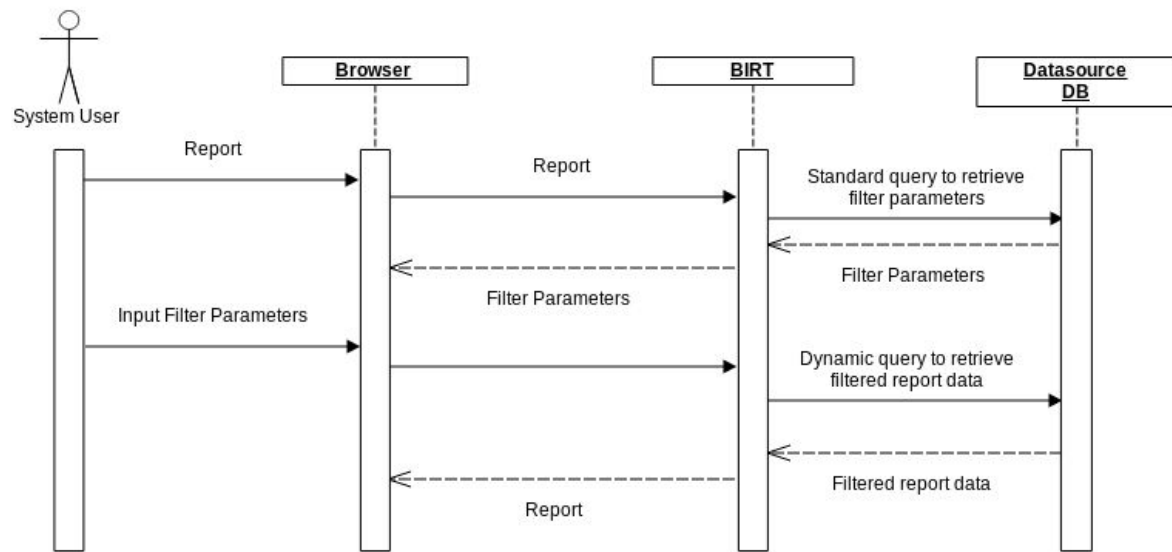 System User
Browser
BIRT
Datasource
DB
Report
Report
Standard query to retrieve
filter parameters
Filter Parameters
Filter Parameters
Input Filter Parameters
Dynamic query to retrieve
filtered report data
Filtered report data
Report